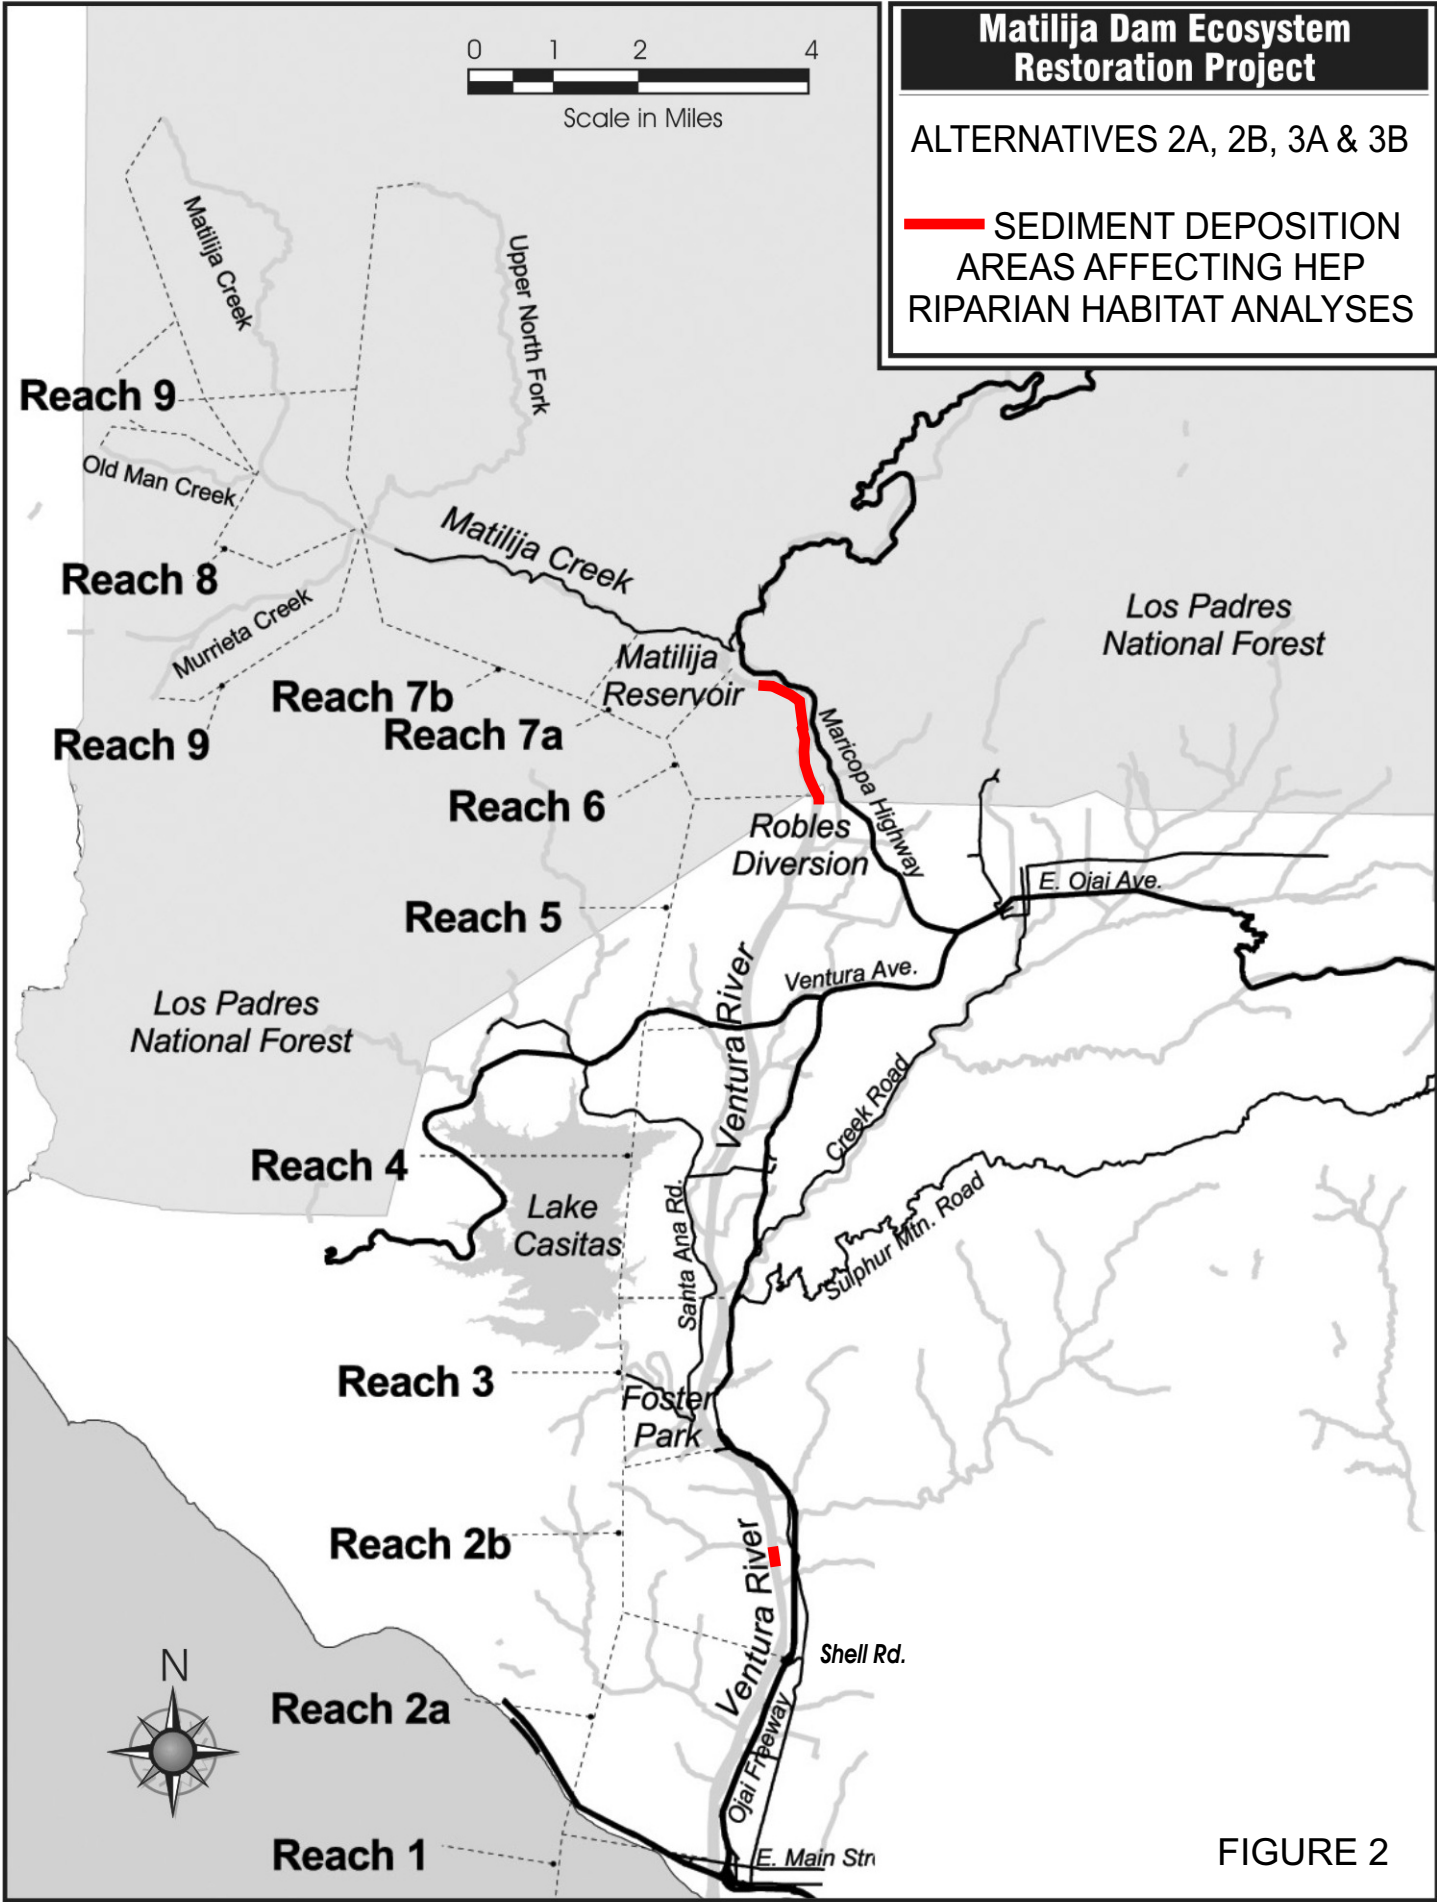 0 1 2 4
Scale in Miles
Matilija Dam Ecosystem
Restoration Project
ALTERNATIVES 2A, 2B, 3A & 3B
SEDIMENT DEPOSITION
AREAS AFFECTING HEP
RIPARIAN HABITAT ANALYSES
Matilija Creek
Upper North Fork
Reach 9
Old Man Creek
Matilija Creek
Reach 8
Murrieta Creek
Los Padres
National Forest
Matilija
Reservoir
Reach 7b
Reach 7a
Reach 9
Maricopa Highway
Reach 6
Robles
Diversion
E. Ojai Ave.
Reach 5
Ventura River
Ventura Ave.
Los Padres
National Forest
Ventura River
Creek Road
Reach 4
Lake
Casitas
Santa Ana Rd.
Sulphur Mtn. Road
Reach 3
Foster
Park
Reach 2b
Ventura River
Shell Rd.
N
Reach 2a
Ojai Freeway
Reach 1
E. Main Str
FIGURE 2